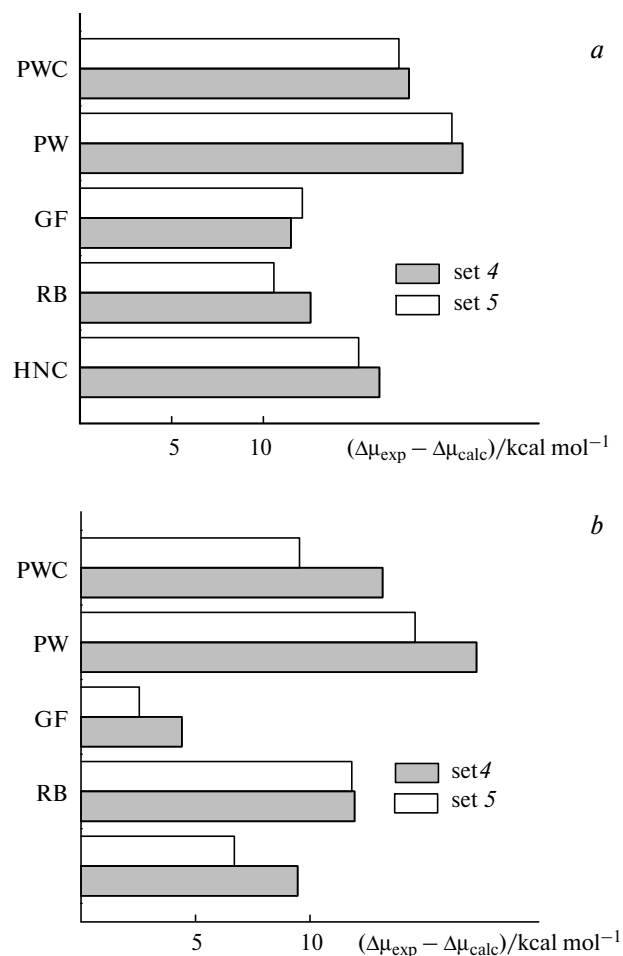 a
PWC
PW
GF
set 4
RB
set 5
HNC
5 10 (Δμexp − Δμcalc)/kcal mol⁻¹
b
PWC
PW
GF
set4
RB
set 5
5 10 (Δμexp − Δμcalc)/kcal mol⁻¹